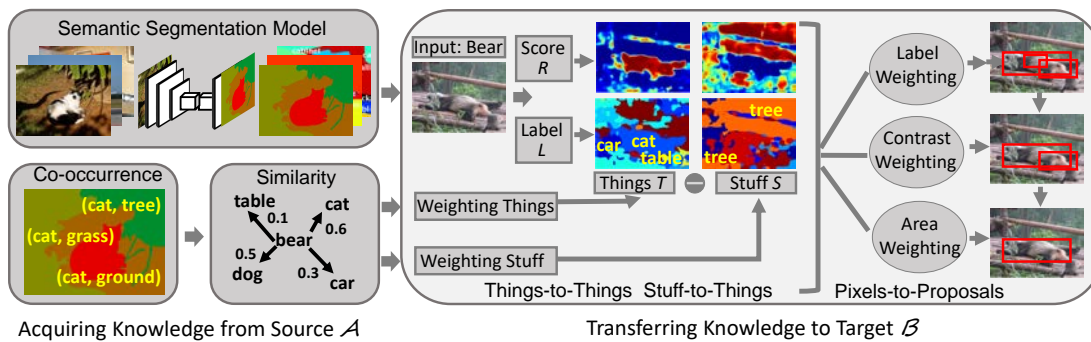 Semantic Segmentation Model
Co-occurrence
(cat, tree)
(cat, grass)
(cat, ground)
Similarity
table
cat
0.1
0.6
bear
0.5
dog
0.3
car
Acquiring Knowledge from Source 𝒜
Input: Bear
Score
R
Label
L
car
cat
table
tree
tree
Things T
Stuff S
Weighting Things
Weighting Stuff
Things-to-Things Stuff-to-Things
Label
Weighting
Contrast
Weighting
Area
Weighting
Pixels-to-Proposals
Transferring Knowledge to Target ℬ